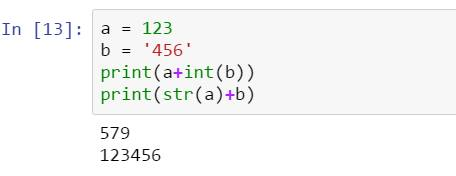 In [13]: a = 123
b = '456'
print(a+int(b))
print(str(a)+b)
579
123456